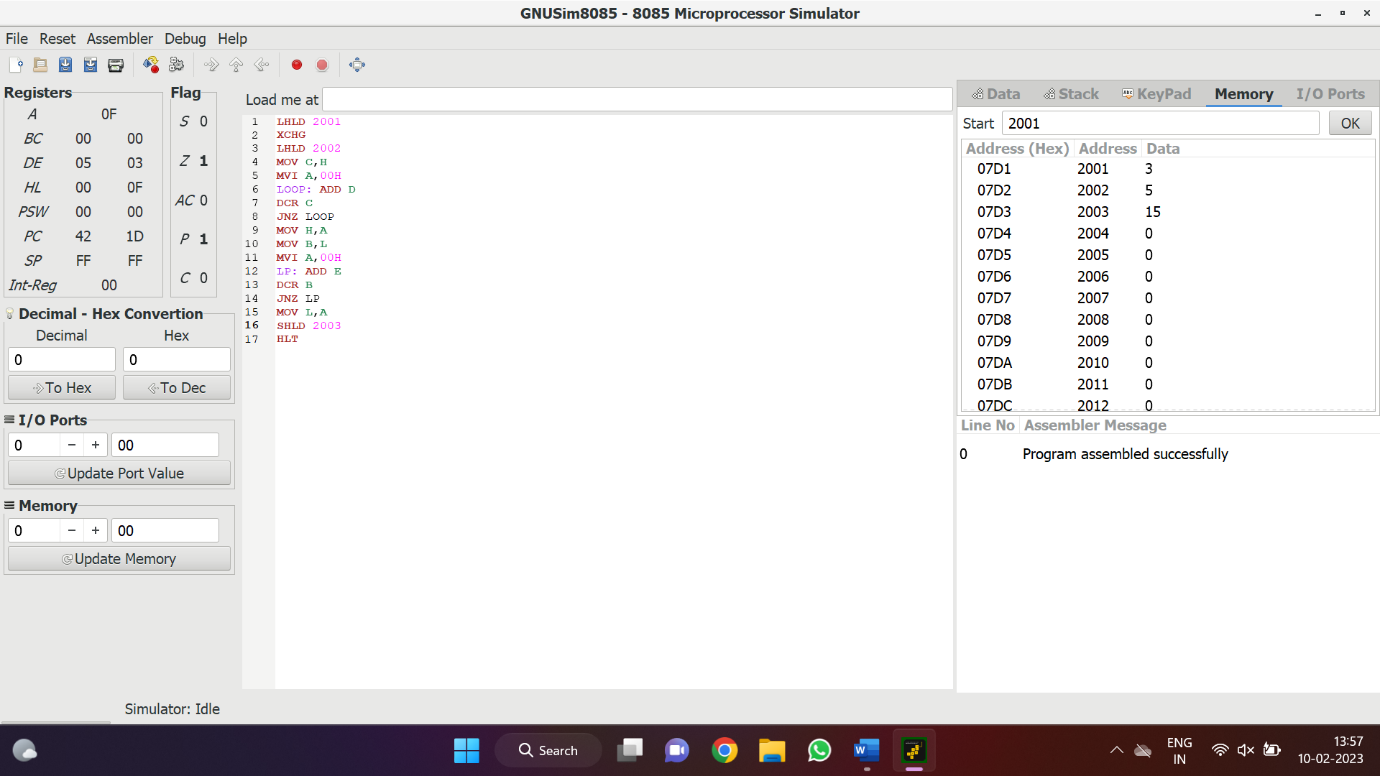 GNUSim8085 - 8085 Microprocessor Simulator
File Reset Assembler Debug Help
Registers
A 0F
BC 00 00
DE 05 03
HL 00 0F
PSW 00 00
PC 42 1D
SP FF FF
Int-Reg 00
Flag
S 0
Z 1
AC 0
P 1
C 0
Decimal - Hex Convertion
Decimal Hex
0 0
To Hex To Dec
I/O Ports
0 - + 00
Update Port Value
Memory
0 - + 00
Update Memory
Load me at
1 LHLD 2001
2 XCHG
3 LHLD 2002
4 MOV C,H
5 MVI A,00H
6 LOOP: ADD D
7 DCR C
8 JNZ LOOP
9 MOV H,A
10 MOV B,L
11 MVI A,00H
12 LP: ADD E
13 DCR B
14 JNZ LP
15 MOV L,A
16 SHLD 2003
17 HLT
Data Stack KeyPad Memory I/O Ports
Start 2001 OK
Address (Hex) Address Data
07D1 2001 3
07D2 2002 5
07D3 2003 15
07D4 2004 0
07D5 2005 0
07D6 2006 0
07D7 2007 0
07D8 2008 0
07D9 2009 0
07DA 2010 0
07DB 2011 0
07DC 2012 0
Line No Assembler Message
0 Program assembled successfully
Simulator: Idle
Search
ENG
IN
13:57
10-02-2023